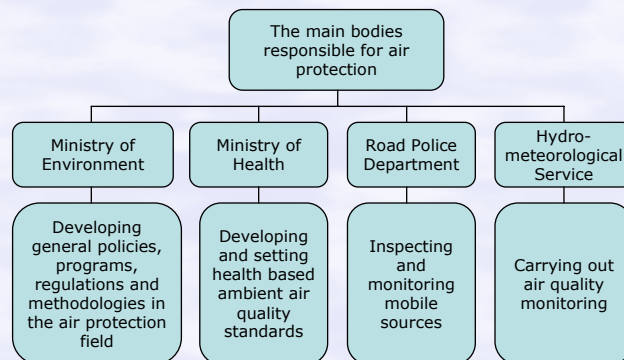 The main bodies
responsible for air
protection
Ministry of
Environment
Ministry of
Health
Road Police
Department
Hydro-
meteorological
Service
Developing
general policies,
programs,
regulations and
methodologies in
the air protection
field
Developing
and setting
health based
ambient air
quality
standards
Inspecting
and
monitoring
mobile
sources
Carrying out
air quality
monitoring